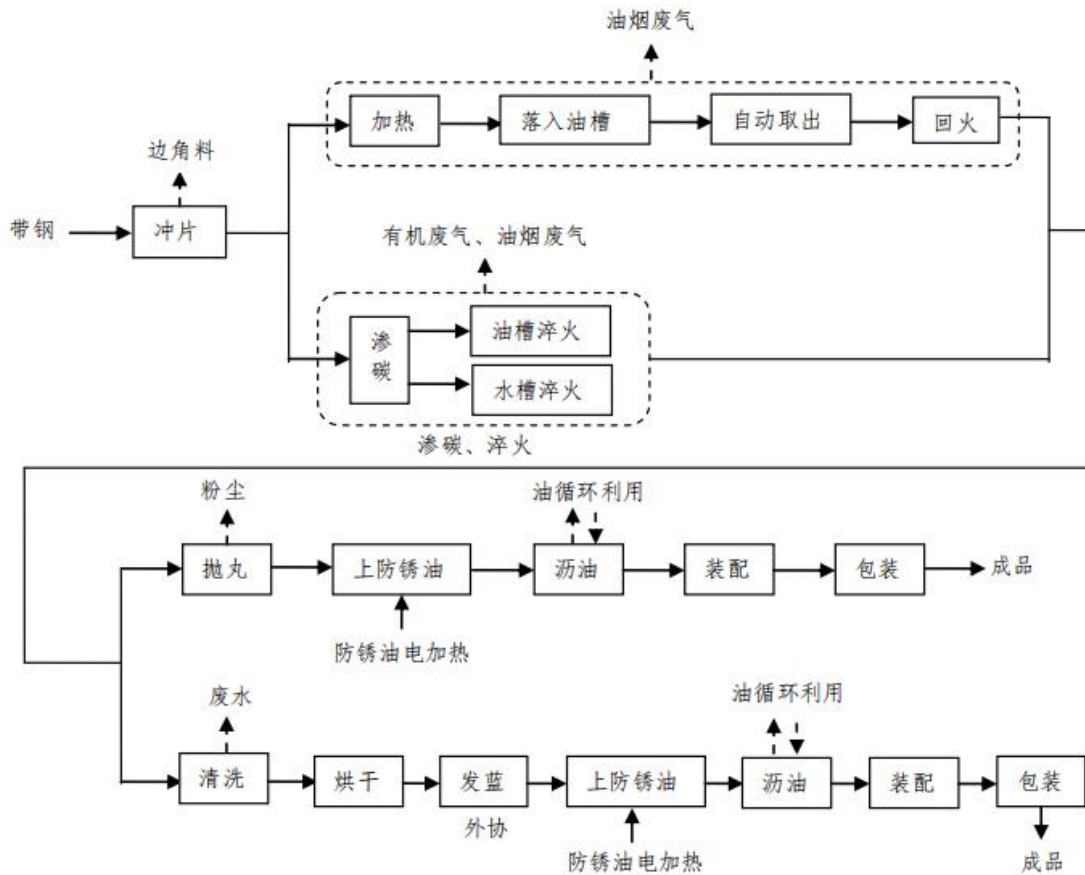 油烟废气
加热
落入油槽
自动取出
回火
边角料
带钢
冲片
有机废气、油烟废气
渗碳
油槽淬火
水槽淬火
渗碳、淬火
粉尘
油循环利用
抛丸
上防锈油
沥油
装配
包装
成品
防锈油电加热
废水
油循环利用
清洗
烘干
发蓝
上防锈油
沥油
装配
包装
外协
防锈油电加热
成品